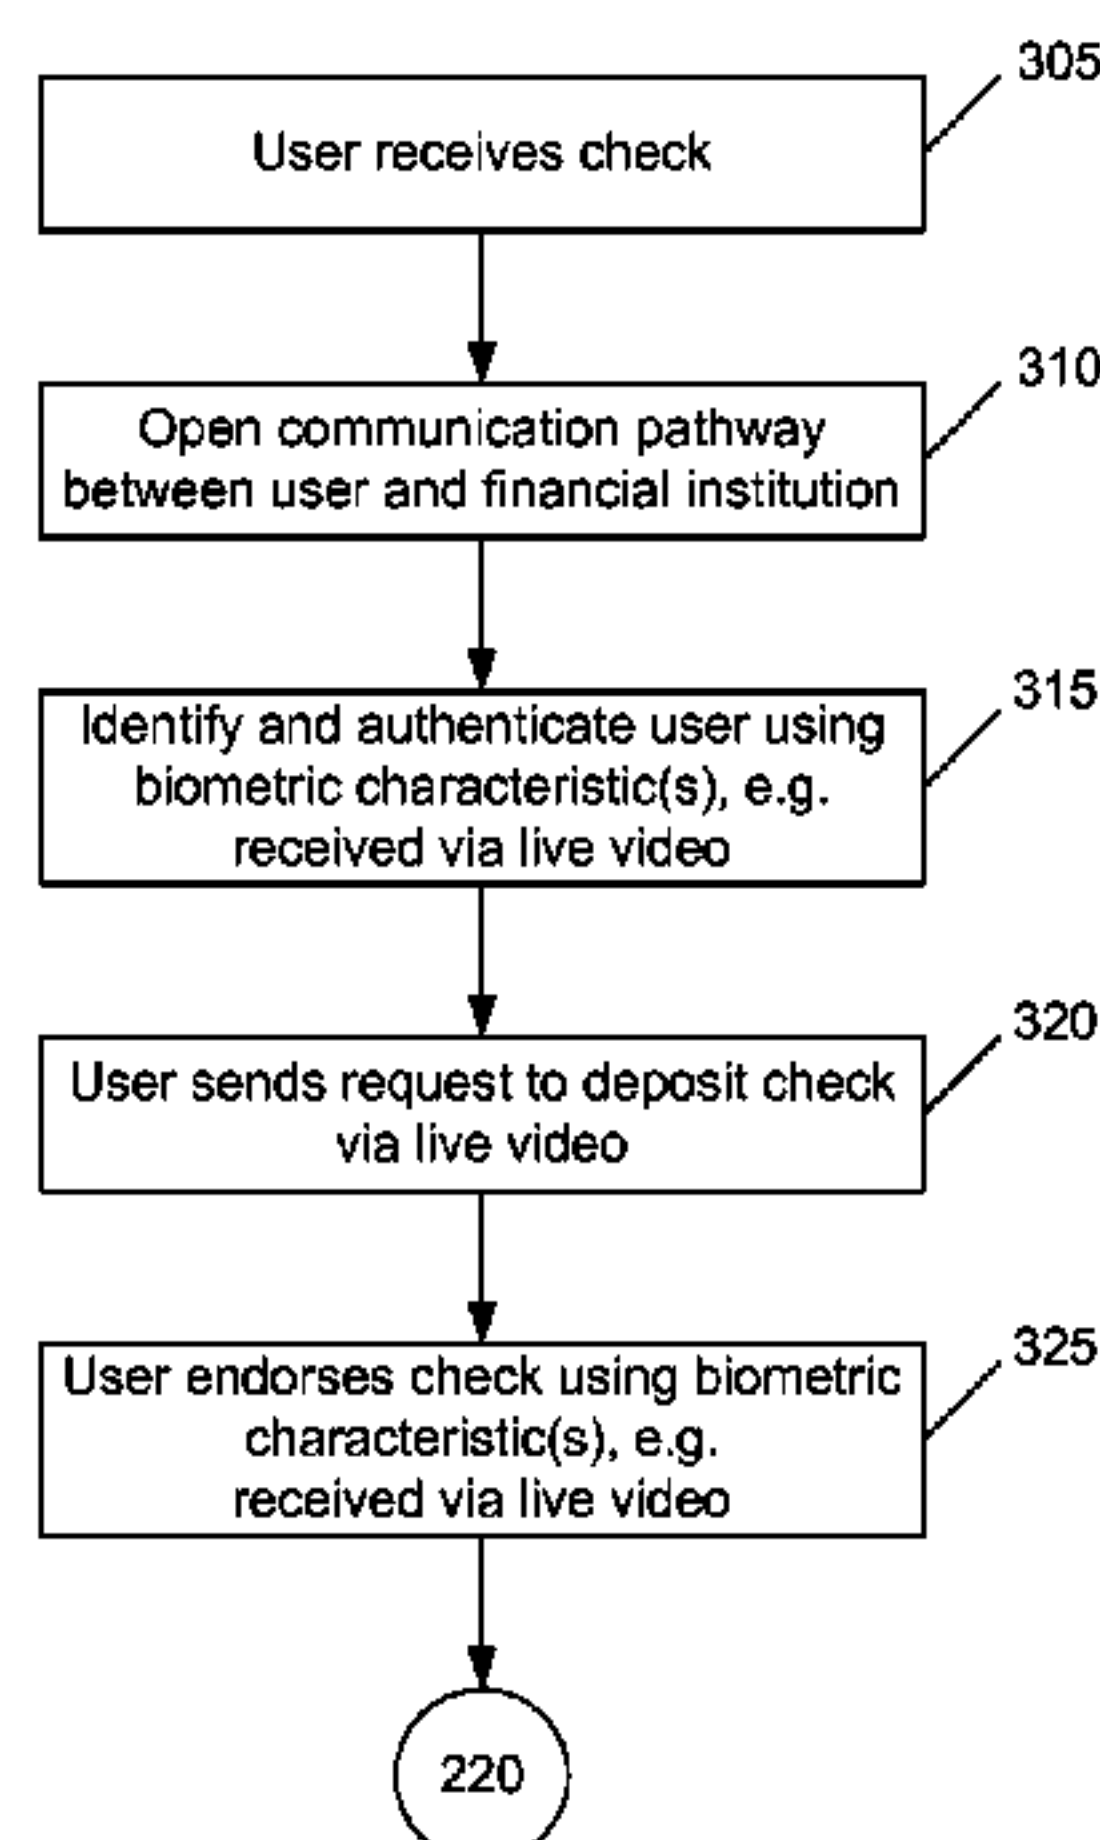 305
User receives check
310
Open communication pathway
between user and financial institution
315
Identify and authenticate user using
biometric characteristic(s), e.g.
received via live video
320
User sends request to deposit check
via live video
325
User endorses check using biometric
characteristic(s), e.g.
received via live video
220